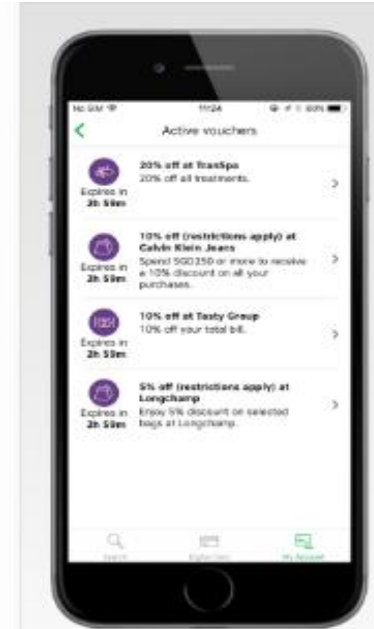 No SIM 11:24 80%
Active vouchers
20% off at TranSpa
20% off all treatments.
Expires in
2h 59m
10% off (restrictions apply) at
Calvin Klein Jeans
Spend SGD250 or more to receive
a 10% discount on all your
purchases.
Expires in
2h 59m
10% off at Tasty Group
10% off your total bill.
Expires in
2h 59m
5% off (restrictions apply) at
Longchamp
Enjoy 5% discount on selected
bags at Longchamp.
Expires in
2h 59m
Search
My Account